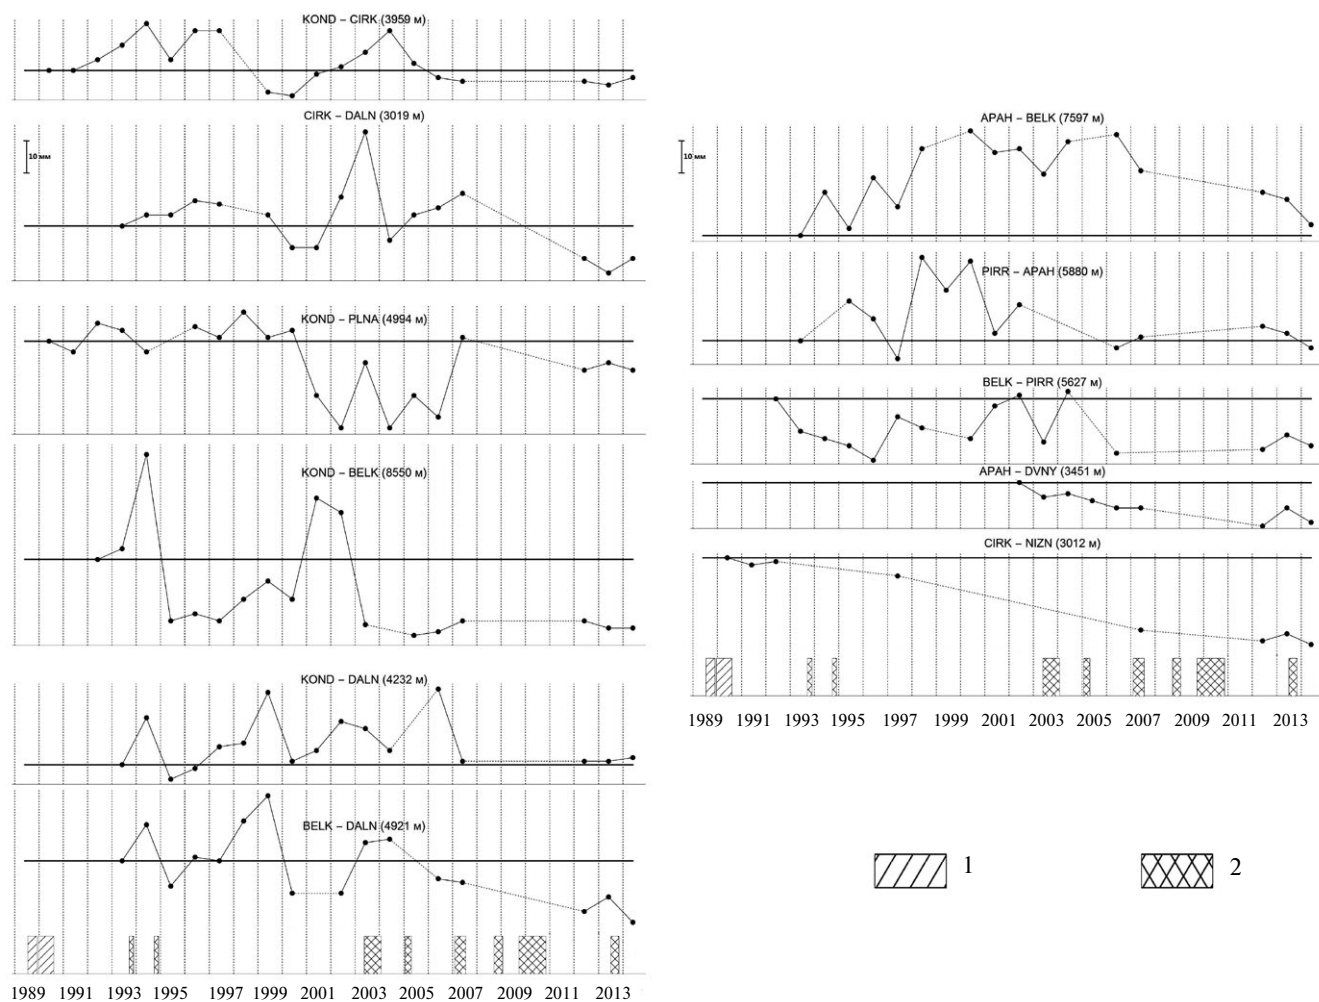 KOND – CIRK (3959 м)
CIRK – DALN (3019 м)
10 мм
KOND – PLNA (4994 м)
KOND – BELK (8550 м)
KOND – DALN (4232 м)
BELK – DALN (4921 м)
1989 1991 1993 1995 1997 1999 2001 2003 2005 2007 2009 2011 2013
APAH – BELK (7597 м)
10 мм
PIRR – APAH (5880 м)
BELK – PIRR (5627 м)
APAH – DVNY (3451 м)
CIRK – NIZN (3012 м)
1989 1991 1993 1995 1997 1999 2001 2003 2005 2007 2009 2011 2013
1 2